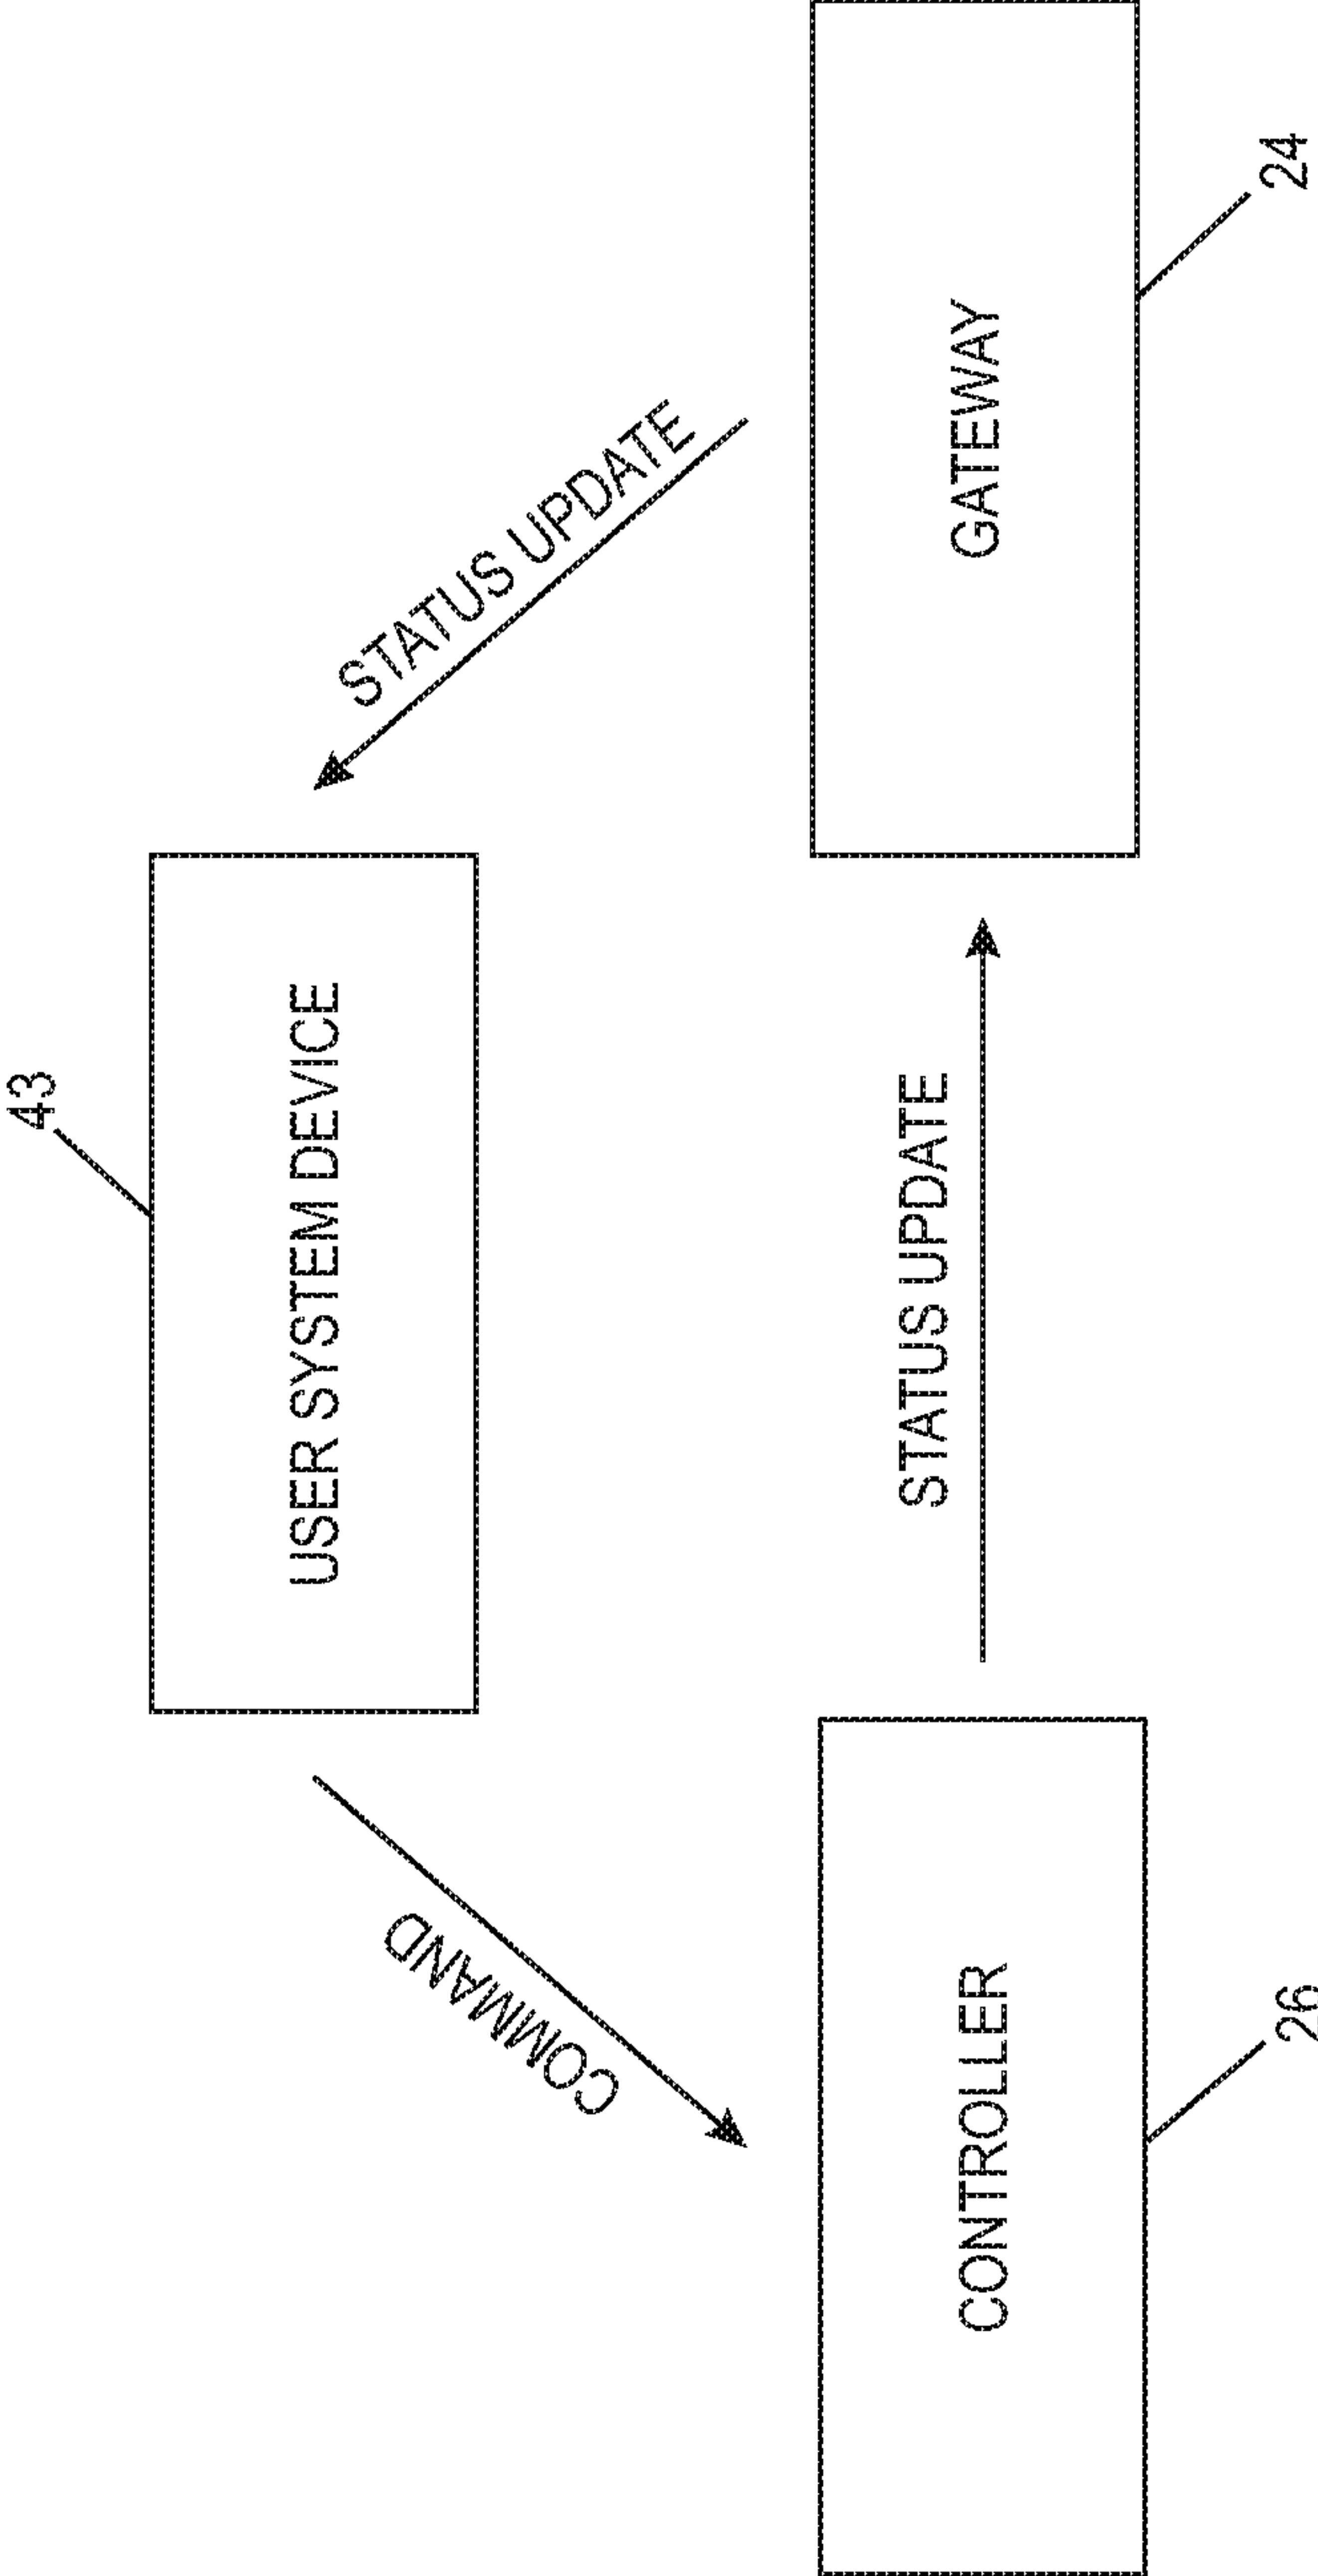 43
USER SYSTEM DEVICE
COMMAND
STATUS UPDATE
STATUS UPDATE
CONTROLLER
GATEWAY
26
24